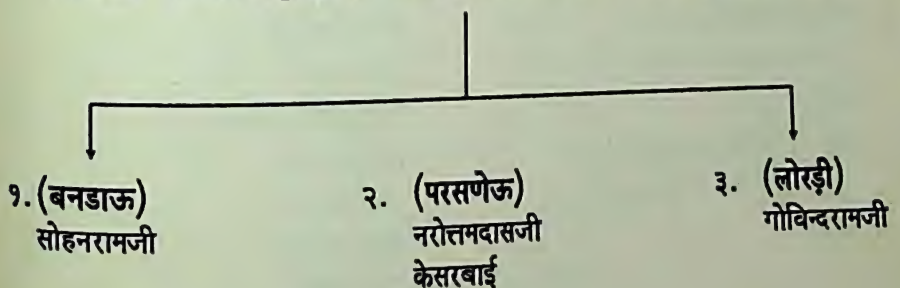 १. (बनडाऊ)
सोहनरामजी
२. (परसणेऊ)
नरोत्तमदासजी
केसरबाई
३. (लोरड़ी)
गोविन्दरामजी